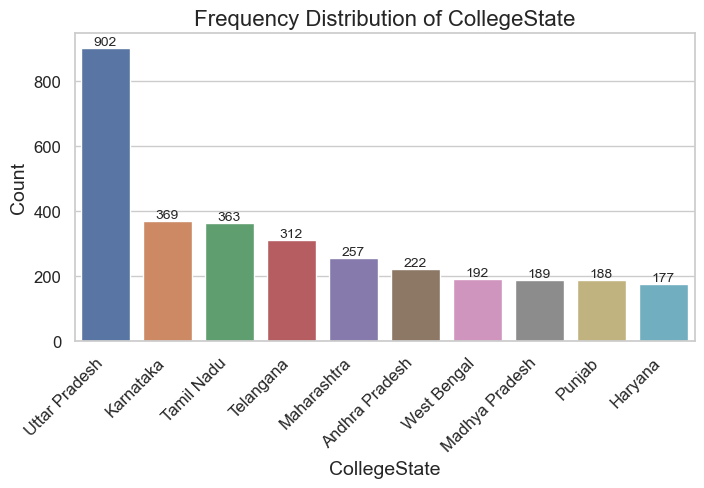 Frequency Distribution of CollegeState
Count
800
600
400
200
0
902
369
363
312
257
222
192
189
188
177
Uttar Pradesh
Karnataka
Tamil Nadu
Telangana
Maharashtra
Andhra Pradesh
West Bengal
Madhya Pradesh
Punjab
Haryana
CollegeState